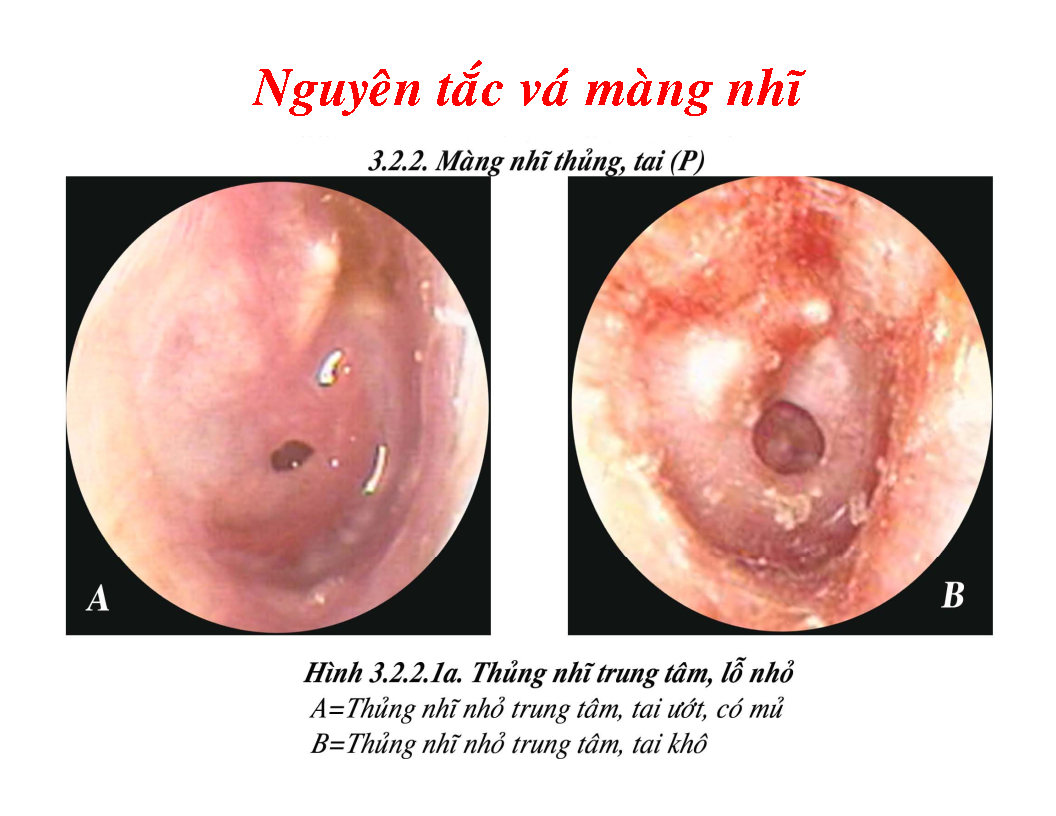 Nguyên tắc vá màng nhĩ
3.2.2. Màng nhĩ thủng, tai (P)
A
B
Hình 3.2.2.1a. Thủng nhĩ trung tâm, lỗ nhỏ
A=Thủng nhĩ nhỏ trung tâm, tai ướt, có mủ
B=Thủng nhĩ nhỏ trung tâm, tai khô